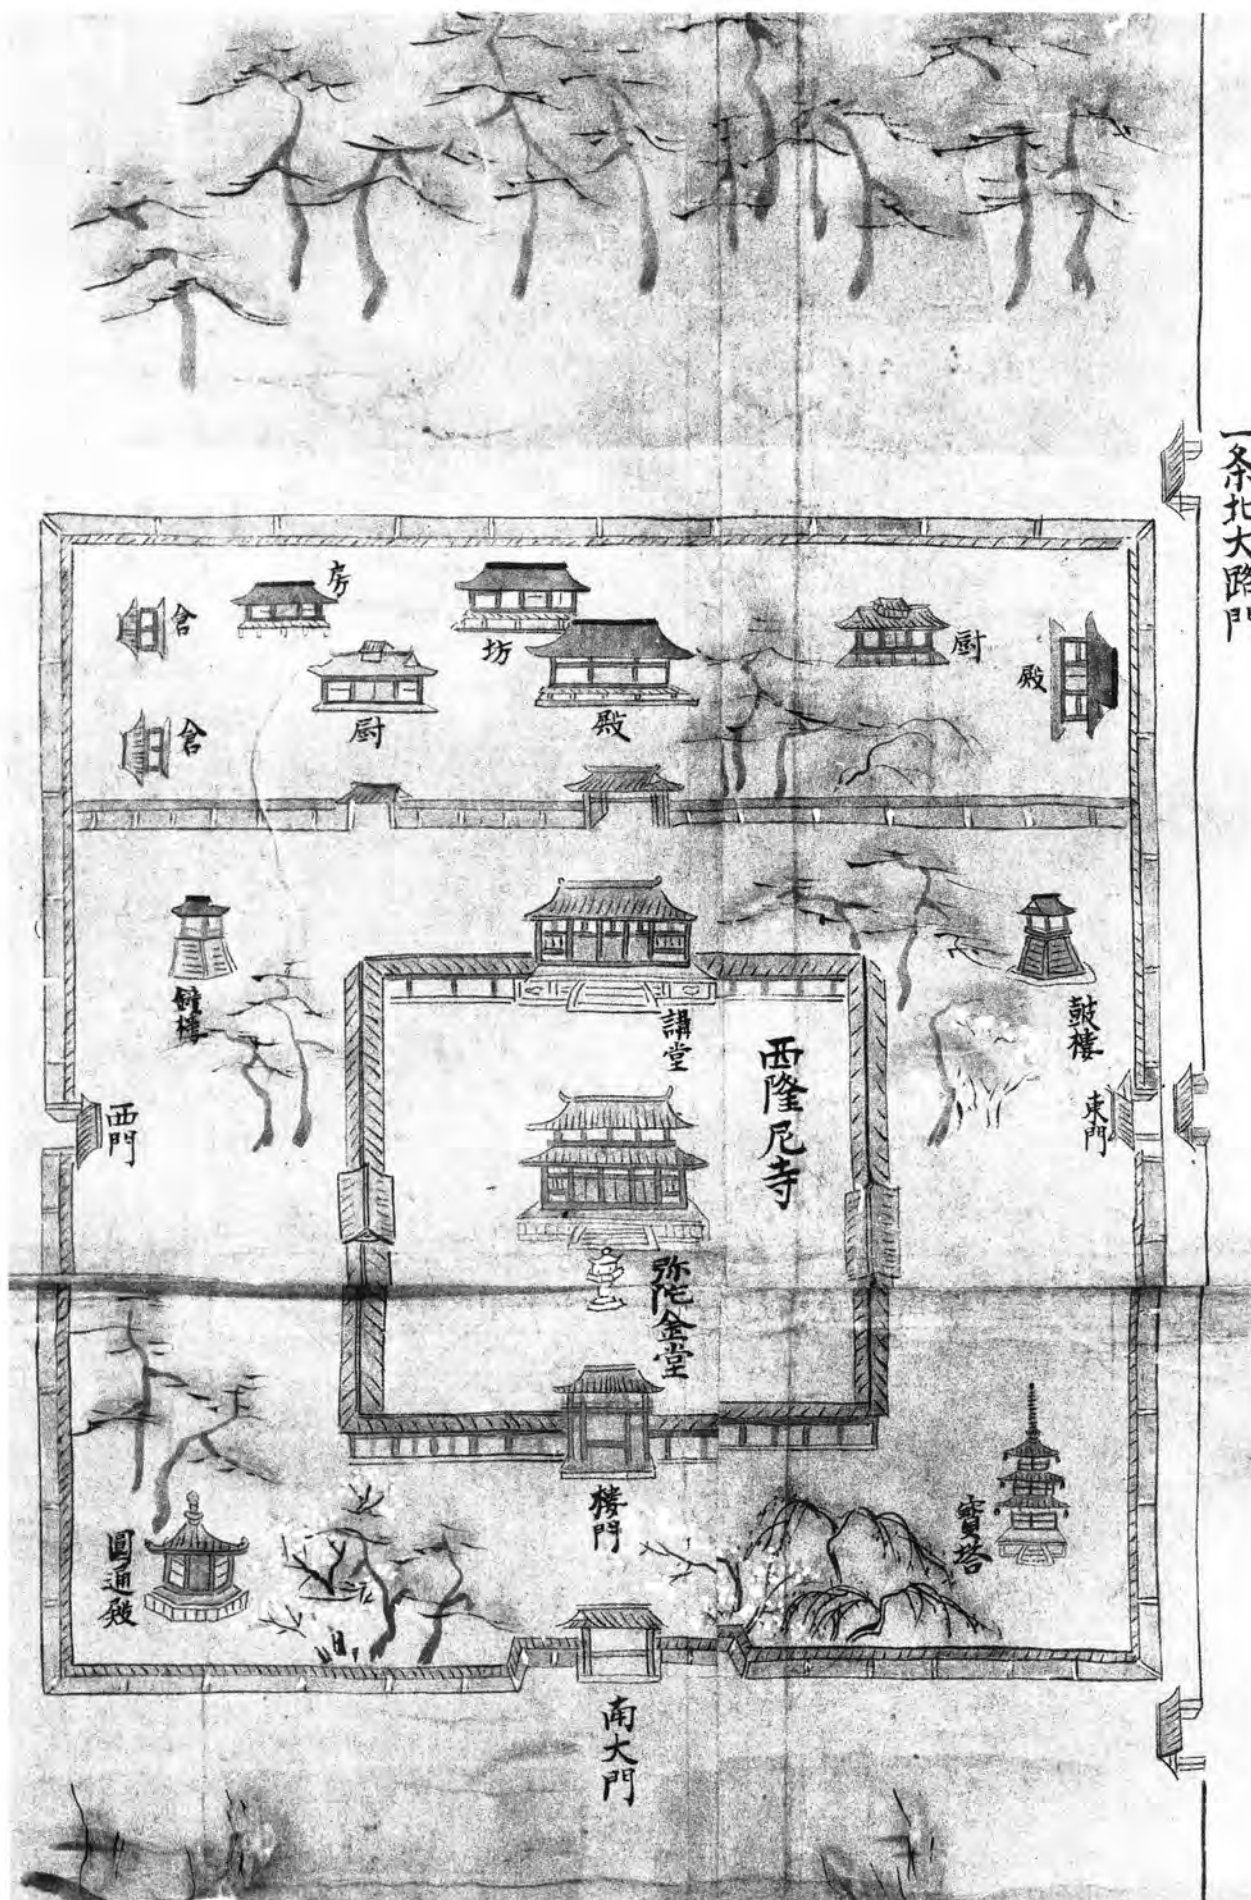 一条北大路門
房
倉
坊
厨
殿
厨
殿
倉
講堂
鐘樓
鼓樓
西隆尼寺
西門
東門
弥陀金堂
楼門
寳塔
圓通殿
南大門